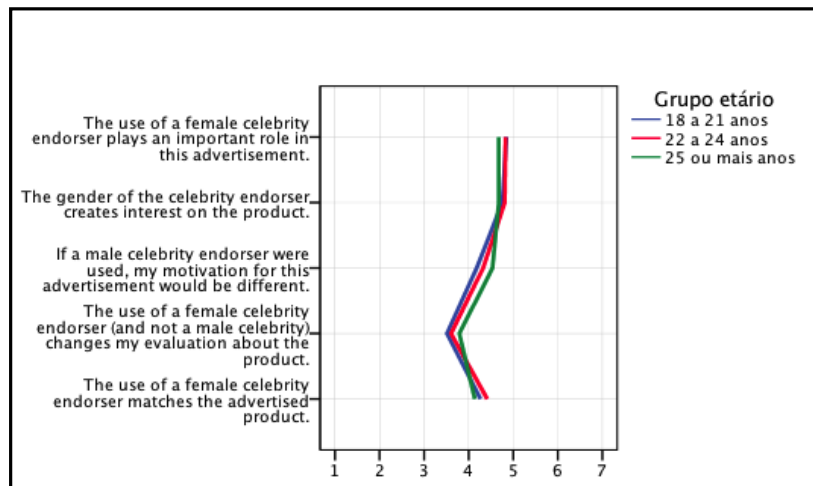 Grupo etário
18 a 21 anos
22 a 24 anos
25 ou mais anos
The use of a female celebrity
endorser plays an important role in
this advertisement.
The gender of the celebrity endorser
creates interest on the product.
If a male celebrity endorser were
used, my motivation for this
advertisement would be different.
The use of a female celebrity
endorser (and not a male celebrity)
changes my evaluation about the
product.
The use of a female celebrity
endorser matches the advertised
product.
1 2 3 4 5 6 7